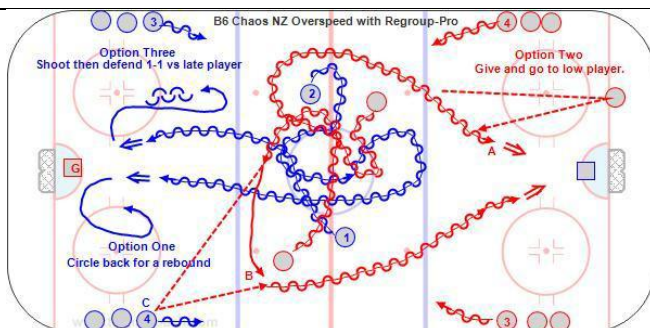 B6 Chaos NZ Overspeed with Regroup-Pro
3
4
Option Three
Shoot then defend 1-1 vs late player
Option Two
Give and go to low player.
2
A
G
1
Option One
Circle back for a rebound
B
C
4
3